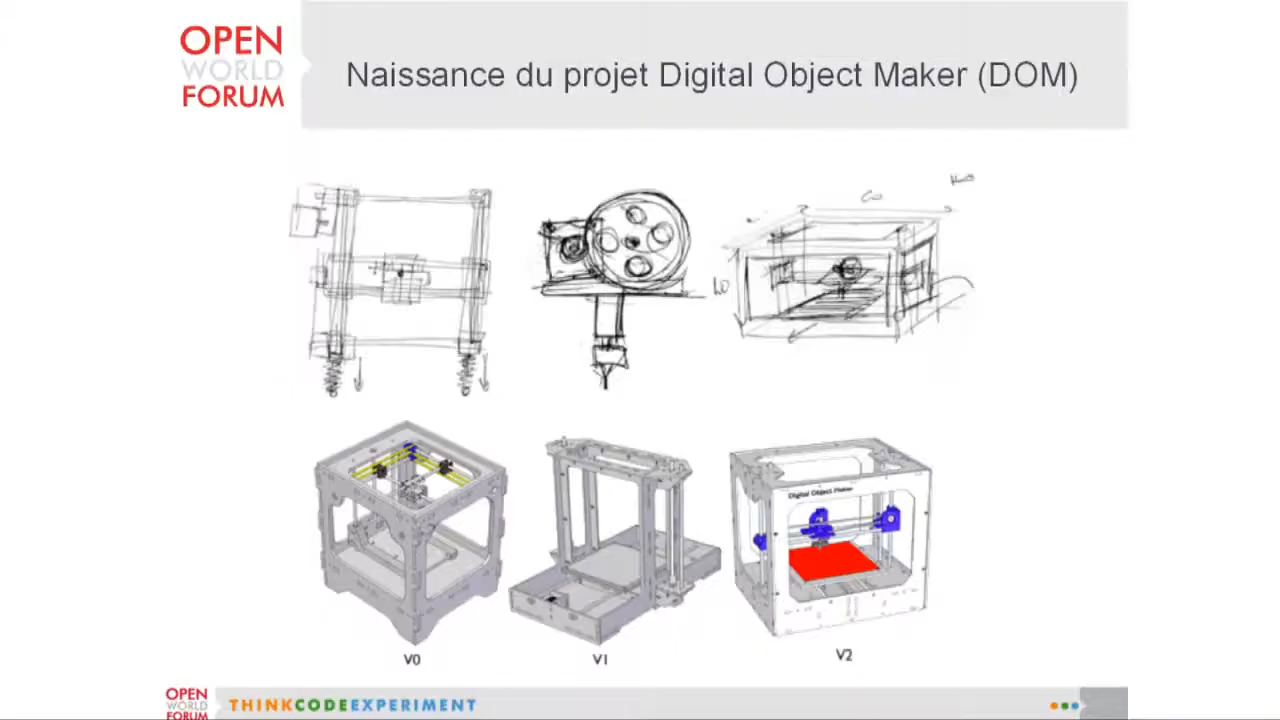 OPEN
WORLD
FORUM
Naissance du projet Digital Object Maker (DOM)
Digital Object Maker
V0
V1
V2
OPEN
WORLD
FORUM
THINKCODEEXPERIMENT